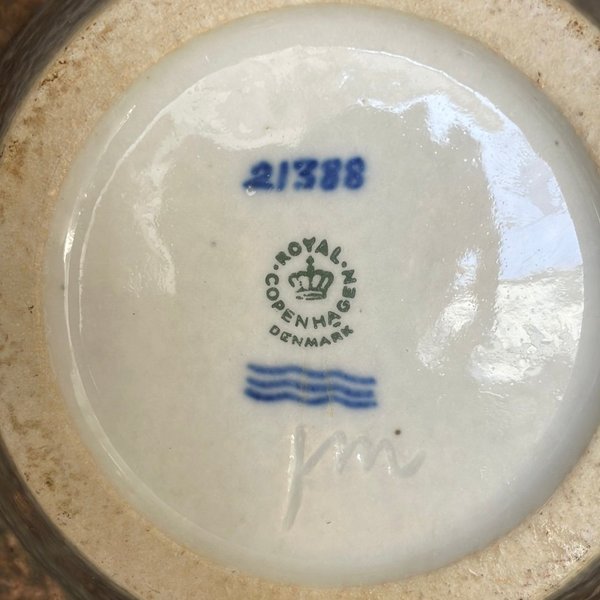 21388
ROYAL
COPENHAGEN
DENMARK